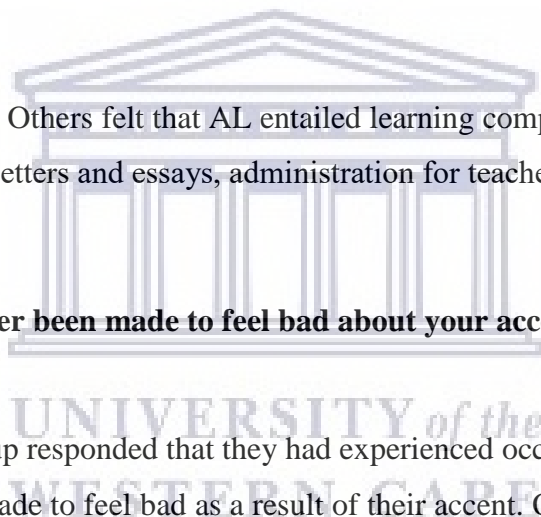 Others felt that AL entailed learning comp
etters and essays, administration for teache
er been made to feel bad about your acc
UNIVERSITY of the
up responded that they had experienced occ
WESTERN CAPE
ade to feel bad as a result of their accent.